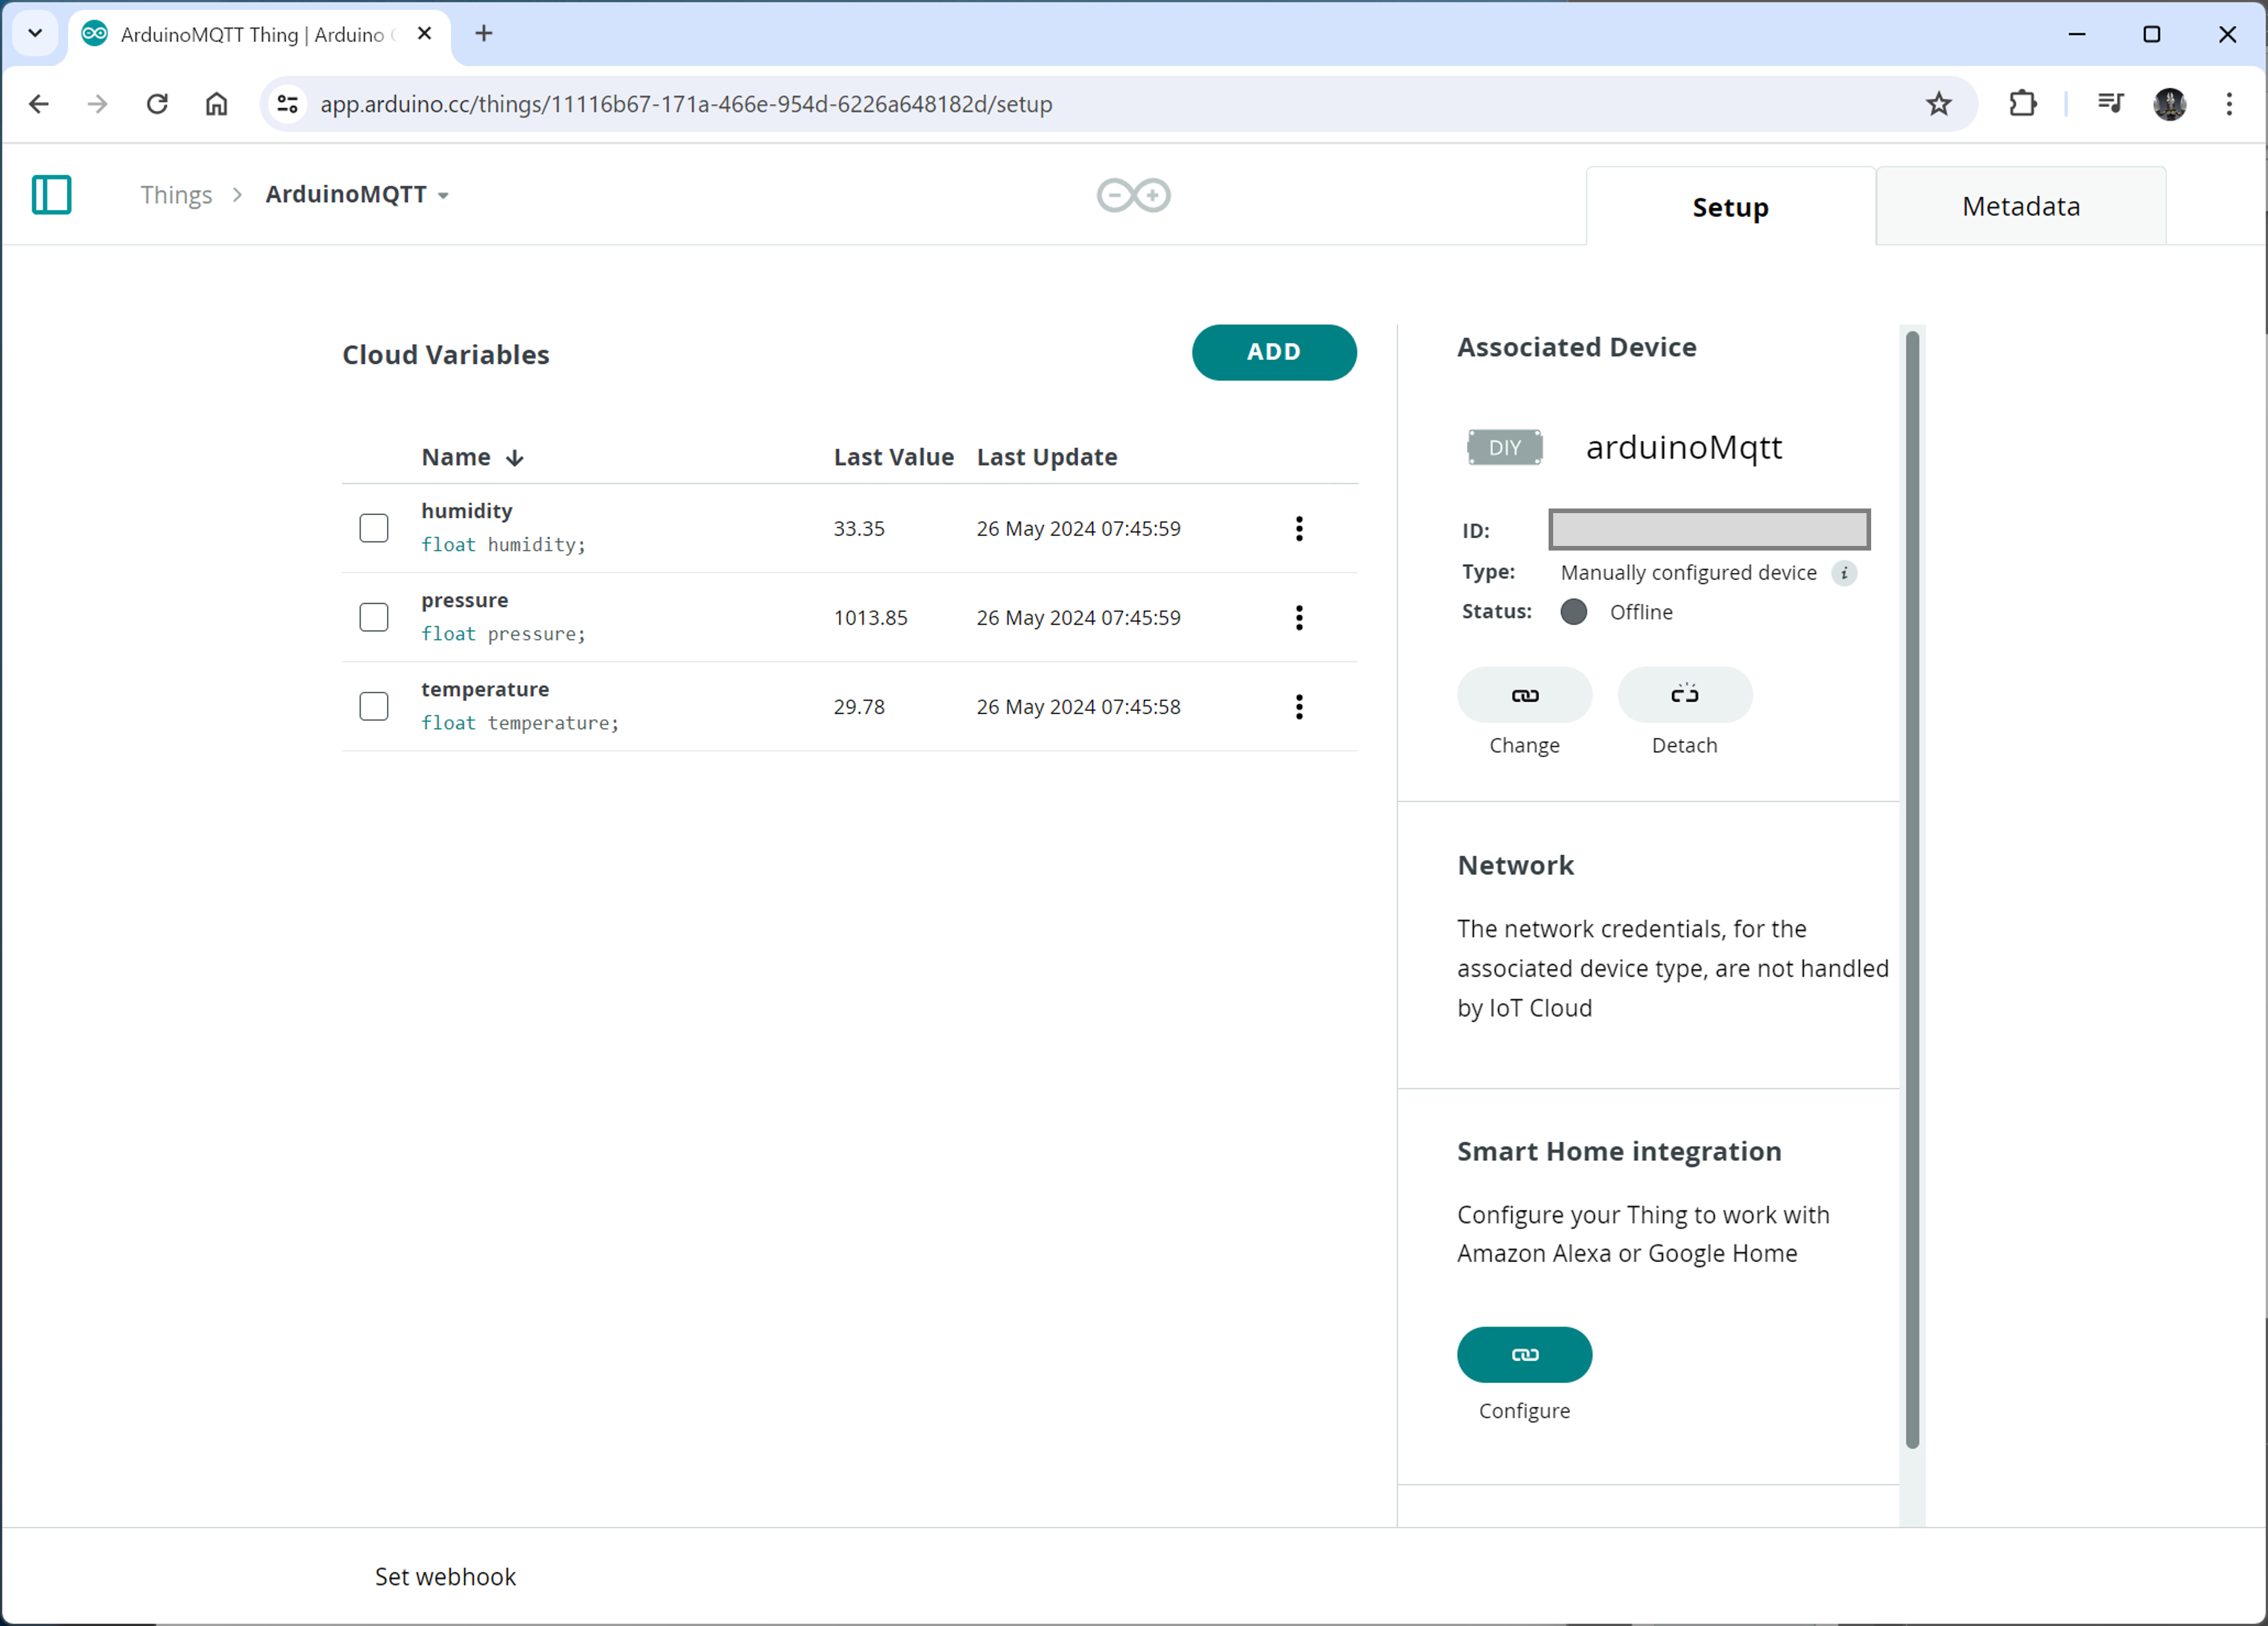 ArduinoMQTT Thing | Arduino
app.arduino.cc/things/11116b67-171a-466e-954d-6226a648182d/setup
Things > ArduinoMQTT
Setup
Metadata
Cloud Variables
ADD
Name ↓ Last Value Last Update
humidity
float humidity;
33.35
26 May 2024 07:45:59
pressure
float pressure;
1013.85
26 May 2024 07:45:59
temperature
float temperature;
29.78
26 May 2024 07:45:58
Associated Device
DIY
arduinoMqtt
ID:
Type: Manually configured device i
Status: Offline
Change
Detach
Network
The network credentials, for the
associated device type, are not handled
by IoT Cloud
Smart Home integration
Configure your Thing to work with
Amazon Alexa or Google Home
Configure
Set webhook